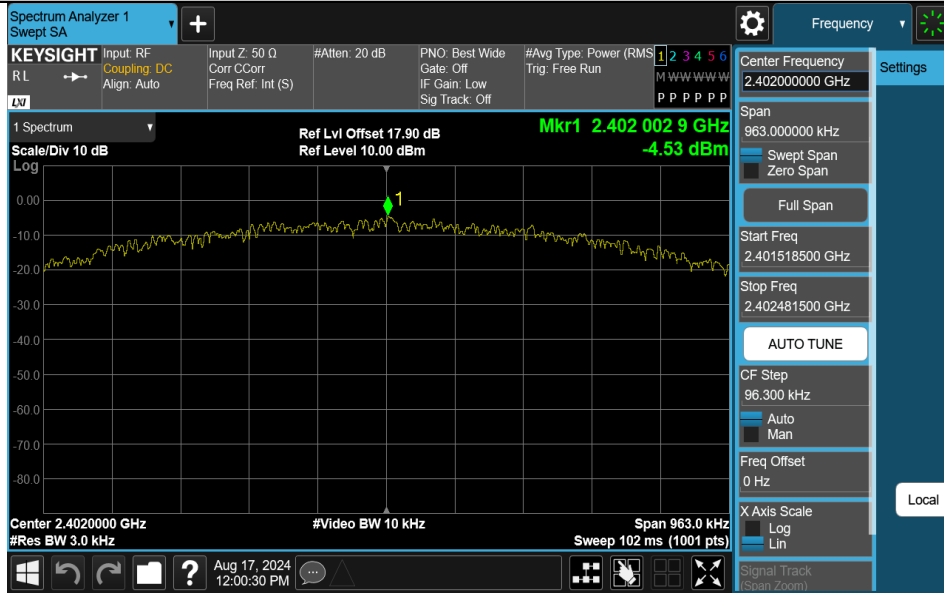 Spectrum Analyzer 1
Swept SA
+
Frequency
KEYSIGHT
RL
LXI
Input: RF
Coupling: DC
Align: Auto
Input Z: 50 Ω
Corr CCorr
Freq Ref: Int (S)
#Atten: 20 dB
PNO: Best Wide
Gate: Off
IF Gain: Low
Sig Track: Off
#Avg Type: Power (RMS
Trig: Free Run
1 2 3 4 5 6
M W W W W W
P P P P P P
1 Spectrum
Scale/Div 10 dB
Log
Ref Lvl Offset 17.90 dB
Ref Level 10.00 dBm
Mkr1 2.402 002 9 GHz
-4.53 dBm
1
0.00
-10.0
-20.0
-30.0
-40.0
-50.0
-60.0
-70.0
-80.0
Center 2.4020000 GHz
#Res BW 3.0 kHz
#Video BW 10 kHz
Span 963.0 kHz
Sweep 102 ms (1001 pts)
Aug 17, 2024
12:00:30 PM
?
Center Frequency
2.402000000 GHz
Span
963.000000 kHz
Swept Span
Zero Span
Full Span
Start Freq
2.401518500 GHz
Stop Freq
2.402481500 GHz
AUTO TUNE
CF Step
96.300 kHz
Auto
Man
Freq Offset
0 Hz
X Axis Scale
Log
Lin
Signal Track
(Span Zoom)
Settings
Local